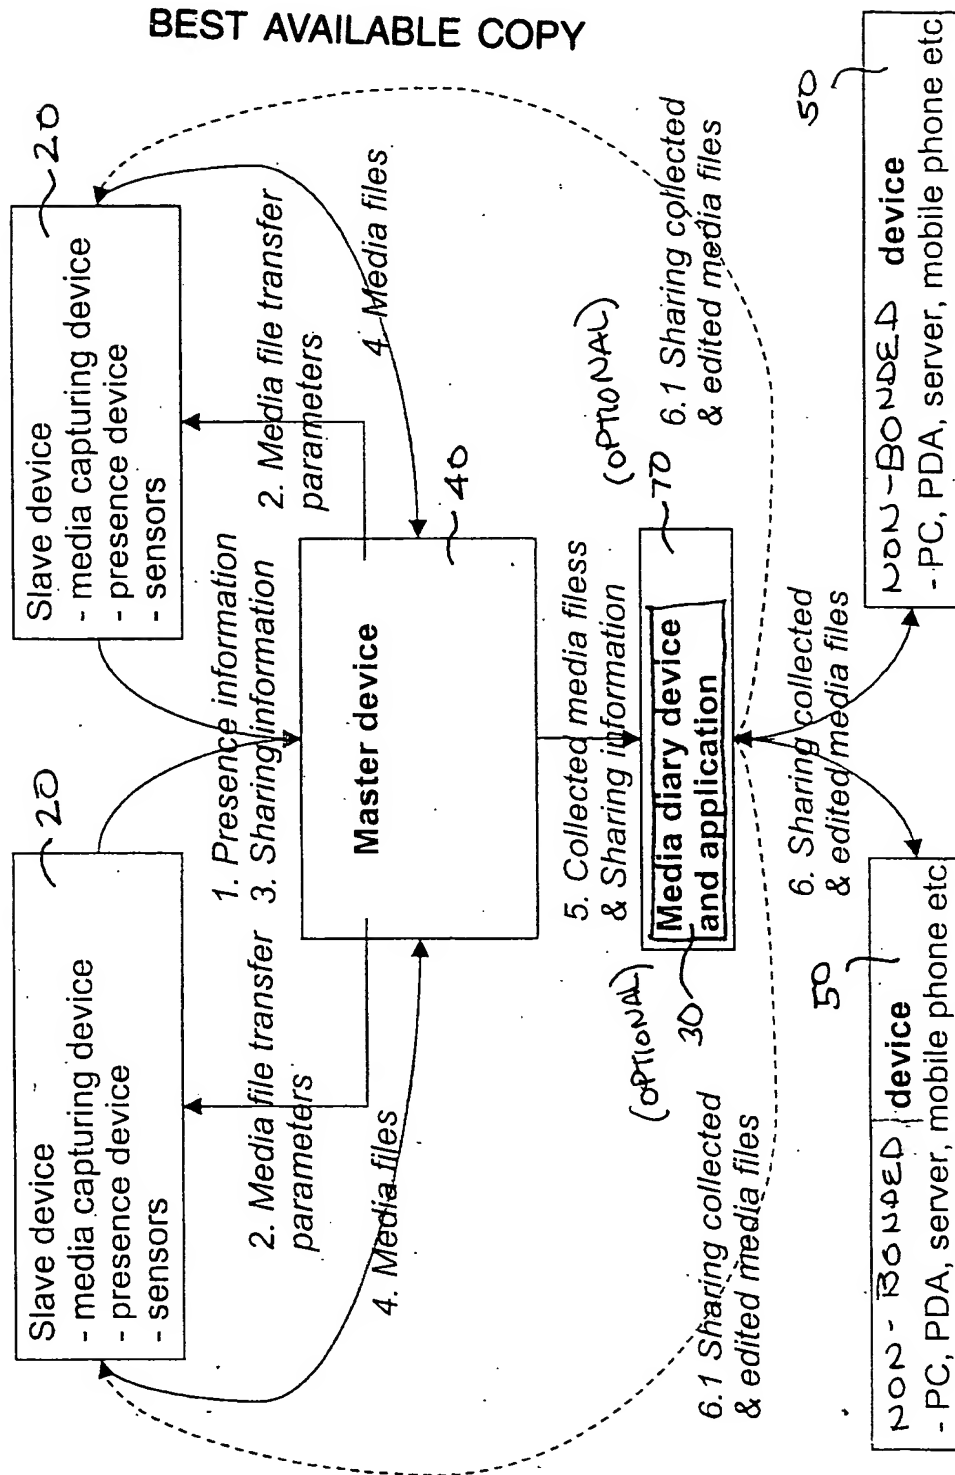 BEST AVAILABLE COPY
Slave device
- media capturing device
- presence device
- sensors
20
Slave device
- media capturing device
- presence device
- sensors
20
1. Presence information
3. Sharing information
2. Media file transfer
parameters
2. Media file transfer
parameters
4. Media files
4. Media files
Master device
40
5. Collected media filess
& Sharing information
(OPTIONAL)
30
Media diary device
and application
70
(OPTIONAL)
6.1 Sharing collected
& edited media files
6.1 Sharing collected
& edited media files
6. Sharing collected
& edited media files
50
NON-BONDED device
- PC, PDA, server, mobile phone etc
50
NON-BONDED device
- PC, PDA, server, mobile phone etc